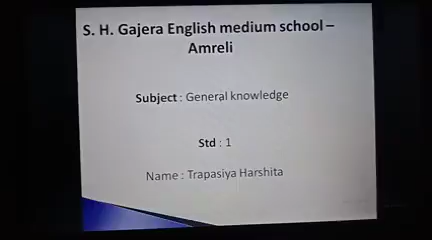 S. H. Gajera English medium school –
Amreli
Subject : General knowledge
Std : 1
Name : Trapasiya Harshita